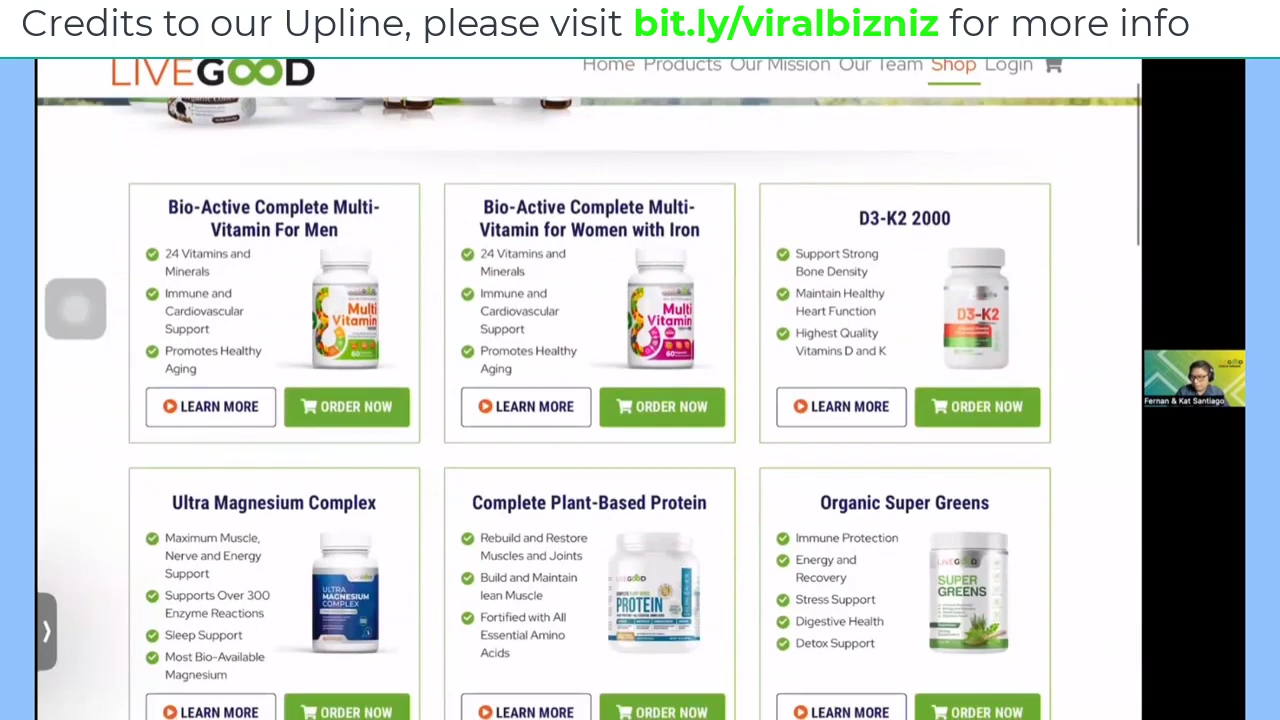 Credits to our Upline, please visit bit.ly/viralbizniz for more info
LIVEGOOD
Home Products Our Mission Our Team Shop Login
Bio-Active Complete Multi-
Vitamin For Men
24 Vitamins and
Minerals
Immune and
Cardiovascular
Support
Promotes Healthy
Aging
Multi
Vitamin
60
LEARN MORE
ORDER NOW
Bio-Active Complete Multi-
Vitamin for Women with Iron
24 Vitamins and
Minerals
Immune and
Cardiovascular
Support
Promotes Healthy
Aging
Multi
Vitamin
60
LEARN MORE
ORDER NOW
D3-K2 2000
Support Strong
Bone Density
Maintain Healthy
Heart Function
Highest Quality
Vitamins D and K
D3-K2
LEARN MORE
ORDER NOW
Fernan & Kat Santiago
Ultra Magnesium Complex
Maximum Muscle,
Nerve and Energy
Support
Supports Over 300
Enzyme Reactions
Sleep Support
Most Bio-Available
Magnesium
ULTRA
MAGNESIUM
COMPLEX
LEARN MORE
ORDER NOW
Complete Plant-Based Protein
Rebuild and Restore
Muscles and Joints
Build and Maintain
lean Muscle
Fortified with All
Essential Amino
Acids
LIVEGOOD
PROTEIN
LEARN MORE
ORDER NOW
Organic Super Greens
Immune Protection
Energy and
Recovery
Stress Support
Digestive Health
Detox Support
LIVEGOOD
SUPER
GREENS
LEARN MORE
ORDER NOW